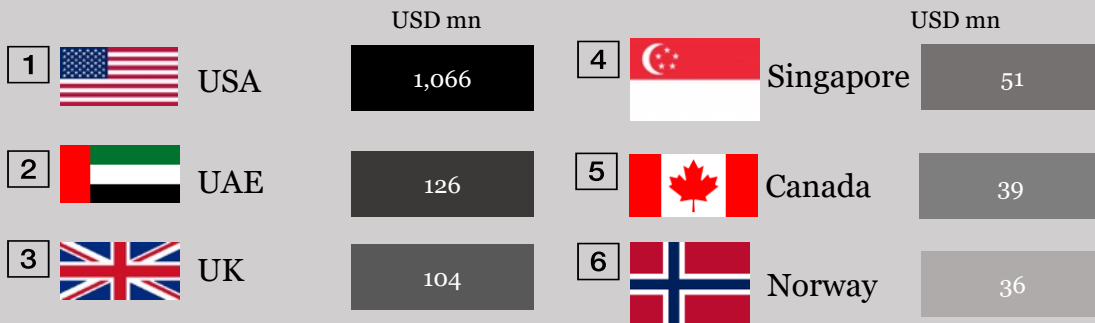 USD mn
1 USA 1,066
2 UAE 126
3 UK 104
USD mn
4 Singapore 51
5 Canada 39
6 Norway 36